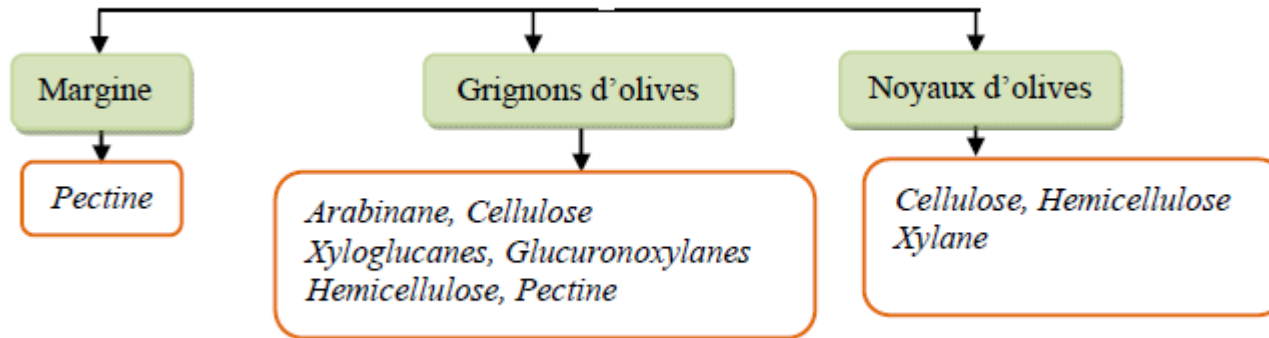 Margine
Grignons d'olives
Noyaux d'olives
Pectine
Arabinane, Cellulose
Xyloglucanes, Glucuronoxylanes
Hemicellulose, Pectine
Cellulose, Hemicellulose
Xylane